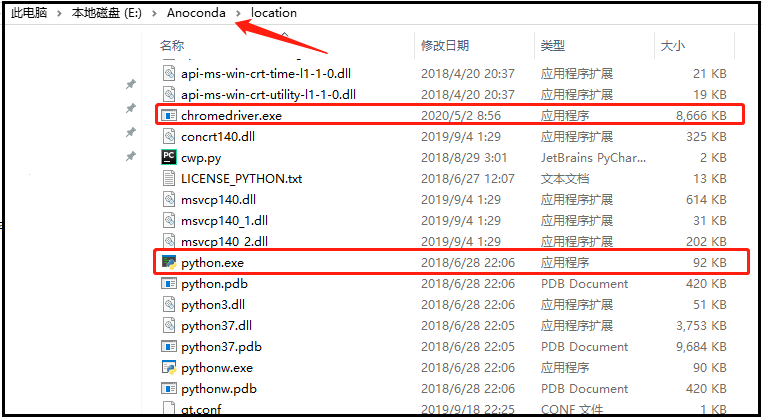 此电脑 > 本地磁盘 (E:) > Anoconda > location
名称 修改日期 类型 大小
api-ms-win-crt-time-l1-1-0.dll 2018/4/20 20:37 应用程序扩展 21 KB
api-ms-win-crt-utility-l1-1-0.dll 2018/4/20 20:37 应用程序扩展 19 KB
chromedriver.exe 2020/5/2 8:56 应用程序 8,666 KB
concrt140.dll 2019/9/4 1:29 应用程序扩展 325 KB
cwp.py 2018/8/29 3:01 JetBrains PyChar... 2 KB
LICENSE_PYTHON.txt 2018/6/27 12:07 文本文档 13 KB
msvcp140.dll 2019/9/4 1:29 应用程序扩展 614 KB
msvcp140_1.dll 2019/9/4 1:29 应用程序扩展 31 KB
msvcp140_2.dll 2019/9/4 1:29 应用程序扩展 202 KB
python.exe 2018/6/28 22:06 应用程序 92 KB
python.pdb 2018/6/28 22:06 PDB Document 420 KB
python3.dll 2018/6/28 22:06 应用程序扩展 51 KB
python37.dll 2018/6/28 22:05 应用程序扩展 3,753 KB
python37.pdb 2018/6/28 22:05 PDB Document 9,684 KB
pythonw.exe 2018/6/28 22:06 应用程序 90 KB
pythonw.pdb 2018/6/28 22:06 PDB Document 420 KB
qt.conf 2019/9/18 22:25 CONF 文件 1 KB